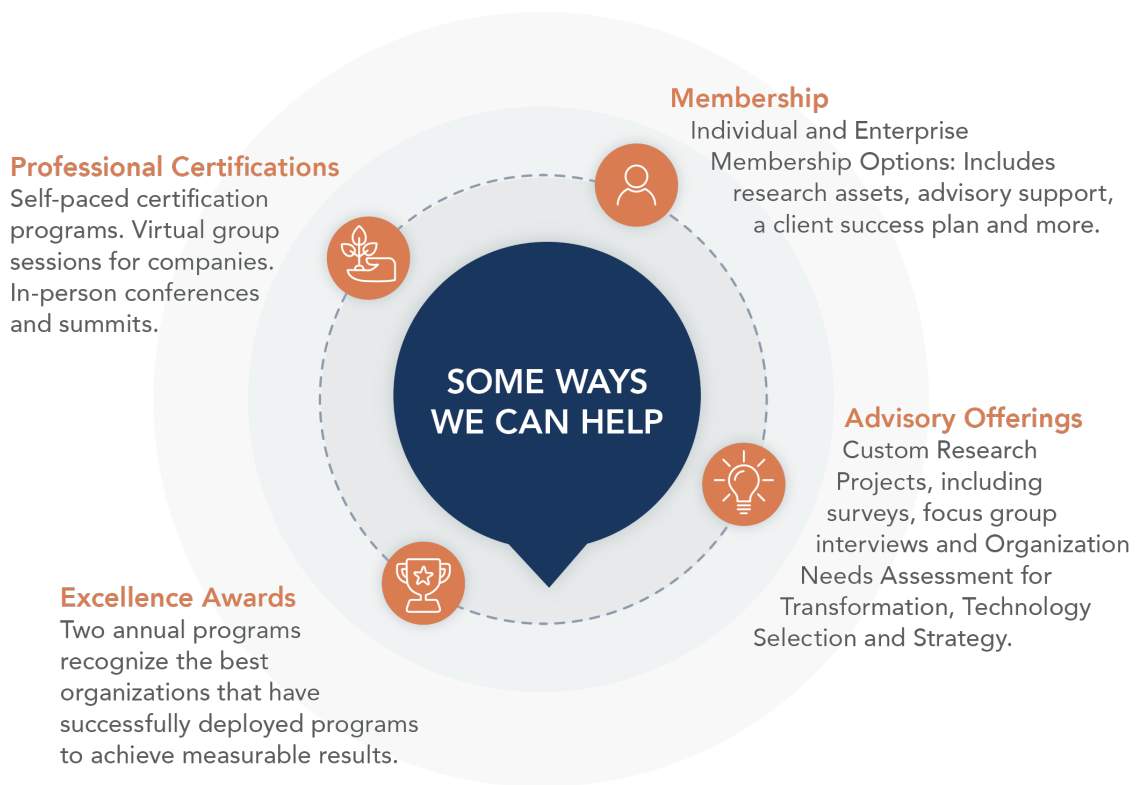 SOME WAYS
WE CAN HELP
Membership
Individual and Enterprise
Membership Options: Includes
research assets, advisory support,
a client success plan and more.
Advisory Offerings
Custom Research
Projects, including
surveys, focus group
interviews and Organization
Needs Assessment for
Transformation, Technology
Selection and Strategy.
Excellence Awards
Two annual programs
recognize the best
organizations that have
successfully deployed programs
to achieve measurable results.
Professional Certifications
Self-paced certification
programs. Virtual group
sessions for companies.
In-person conferences
and summits.